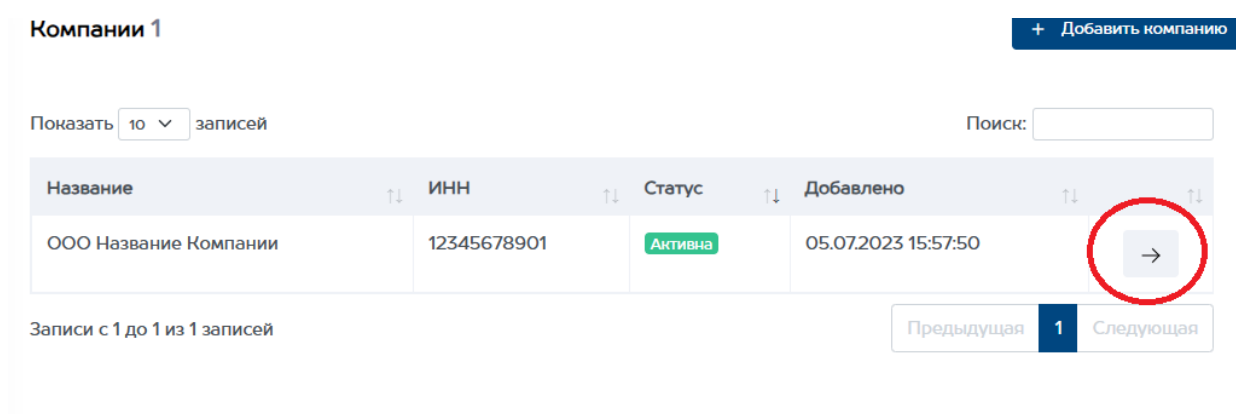 Компании 1
+ Добавить компанию
Показать 10 записей
Поиск:
Название ИНН Статус Добавлено
ООО Название Компании 12345678901 Активна 05.07.2023 15:57:50
Записи с 1 до 1 из 1 записей
Предыдущая 1 Следующая